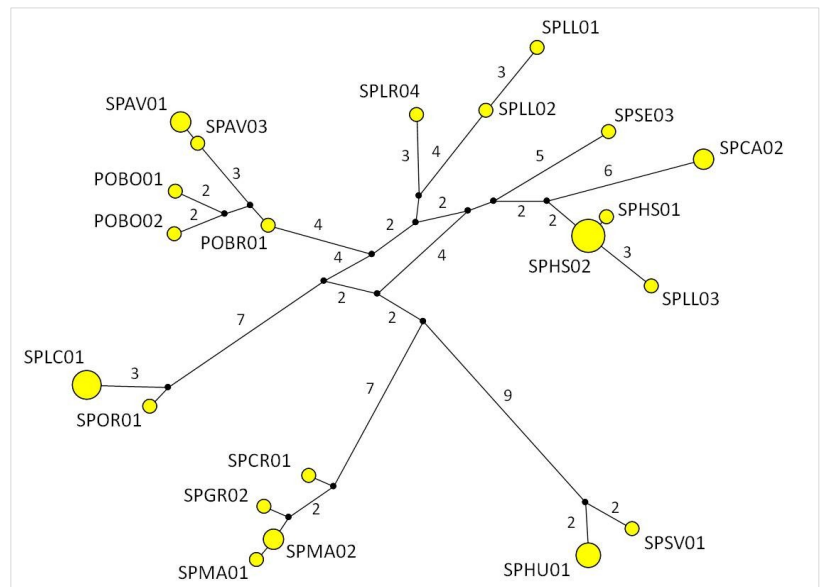 SPLL01
3
SPLR04
SPLL02
SPAV01
SPAV03
SPSE03
SPCA02
3
4
5
6
3
POBO01
2
POBO02
2
POBR01
4
2
2
2
2
SPHS01
SPHS02
3
SPLL03
4
4
2
2
7
SPLC01
3
SPOR01
7
9
SPCR01
SPGR02
2
SPMA02
SPMA01
2
2
SPSV01
SPHU01